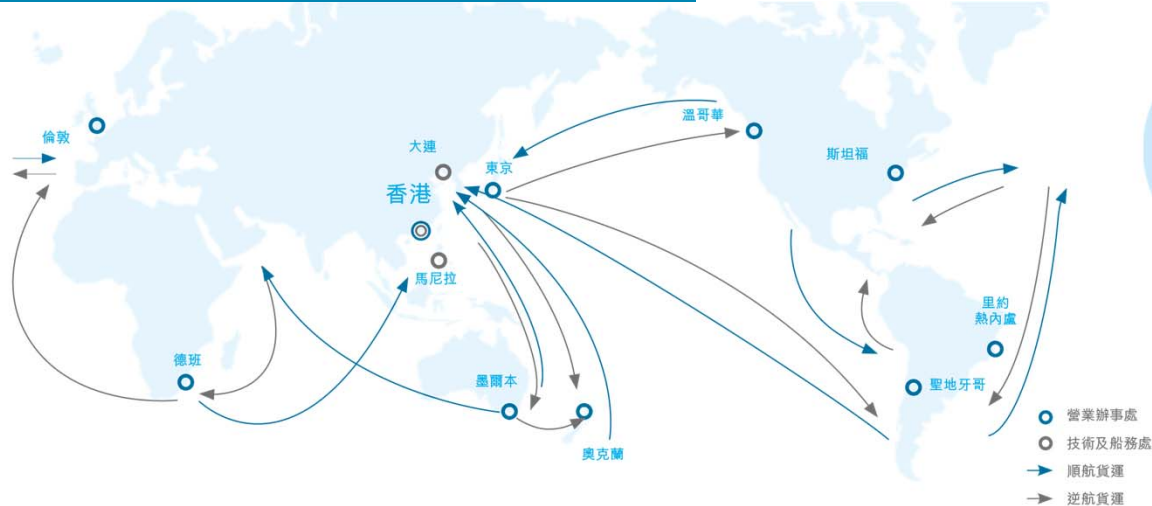 溫哥華
倫敦
大連
斯坦福
東京
香港
馬尼拉
里約
熱內盧
德班
墨爾本
聖地牙哥
奧克蘭
營業辦事處
技術及船務處
順航貨運
逆航貨運